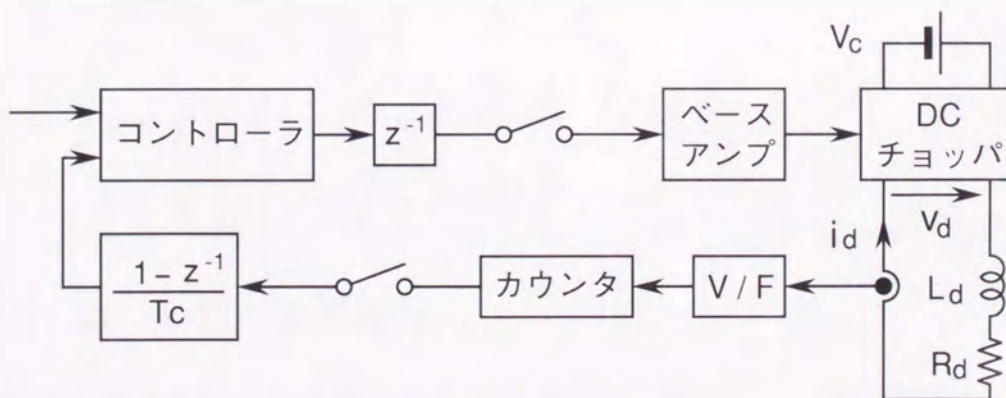 Vc
コントローラ
z⁻¹
ベース
アンプ
DC
チョッパ
vd
id
1− z⁻¹
Tc
カウンタ
V / F
Ld
Rd